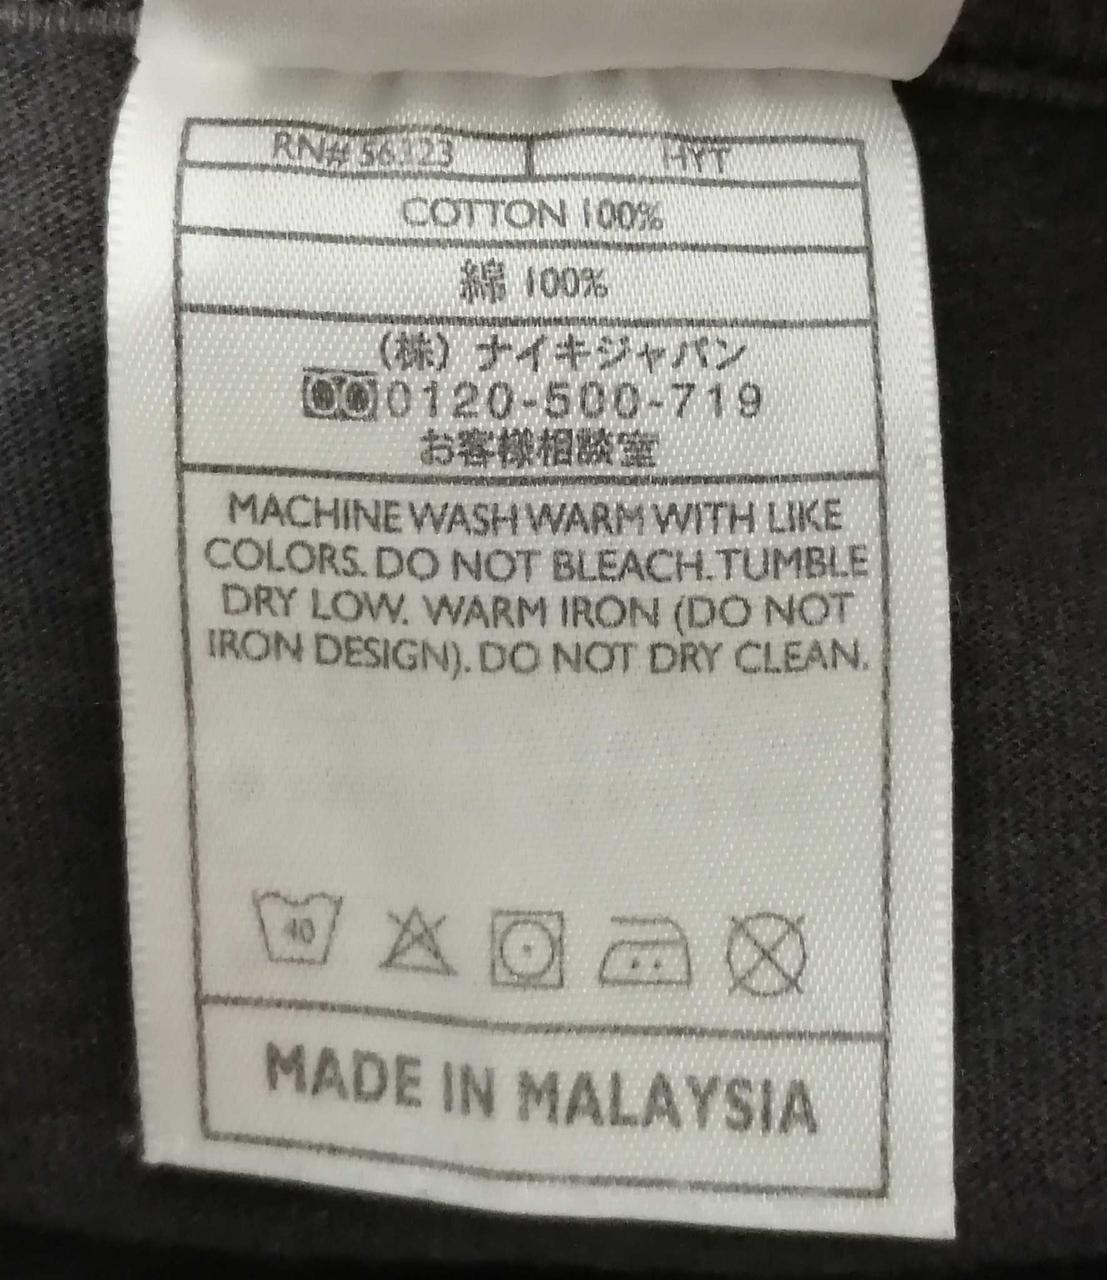 RN# 56323 HYT
COTTON 100%
綿 100%
(株) ナイキジャパン
0120-500-719
お客様相談室
MACHINE WASH WARM WITH LIKE
COLORS. DO NOT BLEACH. TUMBLE
DRY LOW. WARM IRON (DO NOT
IRON DESIGN). DO NOT DRY CLEAN.
40
MADE IN MALAYSIA